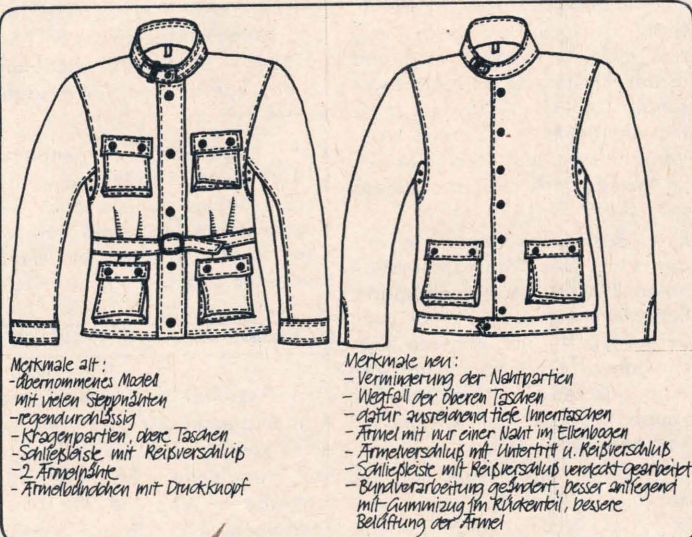 Merkmale alt:
- übernommenes Modell
mit vielen Steppnähten
- regendurchlässig
- Kragenpartien, obere Taschen
- Schließleiste mit Reißverschluß
- 2 Ärmelnähte
- Ärmelbündchen mit Druckknopf
Merkmale neu:
- Verminderung der Nahtpartien
- Wegfall der oberen Taschen
- dafür ausreichend tiefe Innentaschen
- Ärmel mit nur einer Naht im Ellenbogen
- Ärmelverschluß mit Untertritt u. Reißverschluß
- Schließleiste mit Reißverschluß verdeckt gearbeitet
- Bundverarbeitung geändert, besser anliegend
mit Gummizug im Rückenteil, bessere
Belüftung der Ärmel